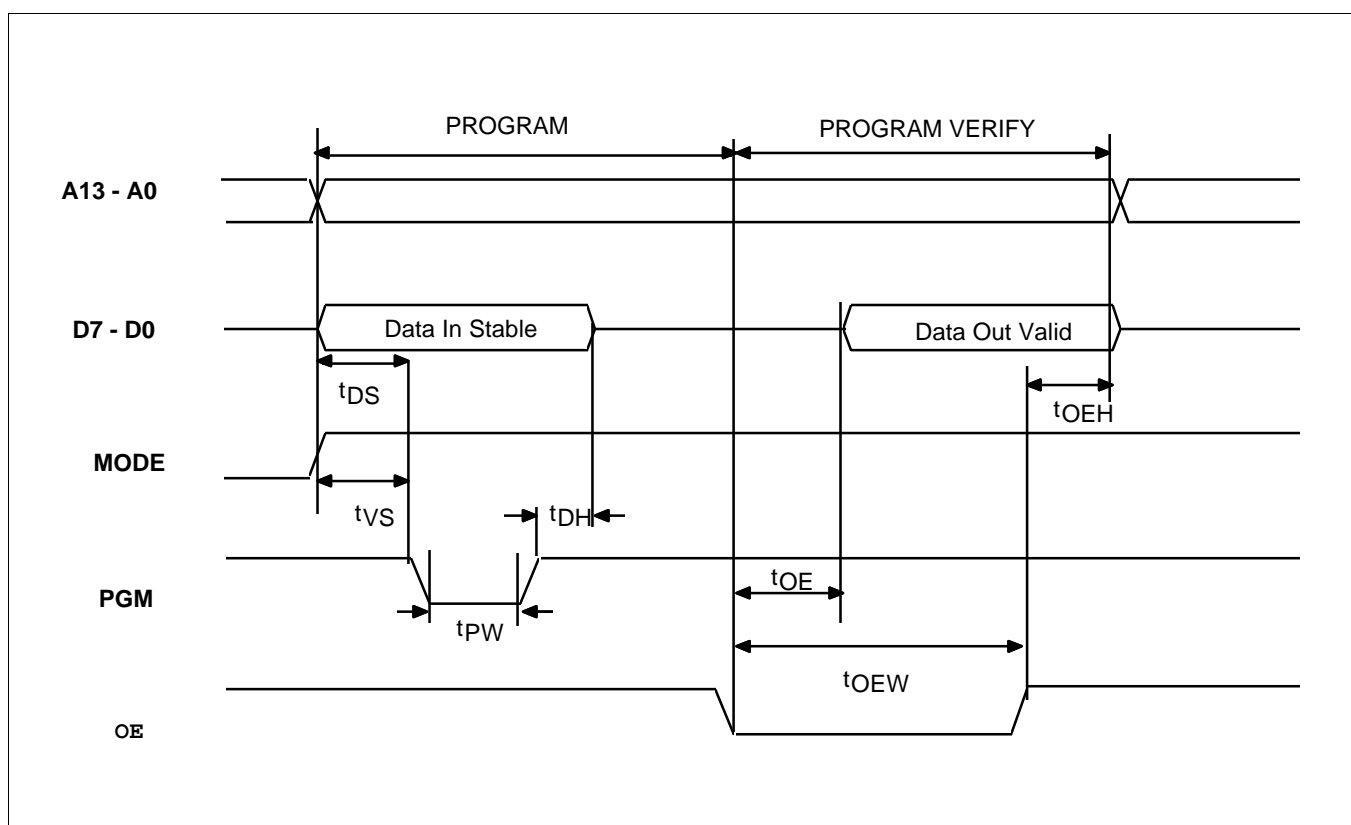 PROGRAM
PROGRAM VERIFY
A13 - A0
D7 - D0
Data In Stable
Data Out Valid
tDS
tOEH
MODE
tVS
tDH
PGM
tOE
tPW
tOEW
OE